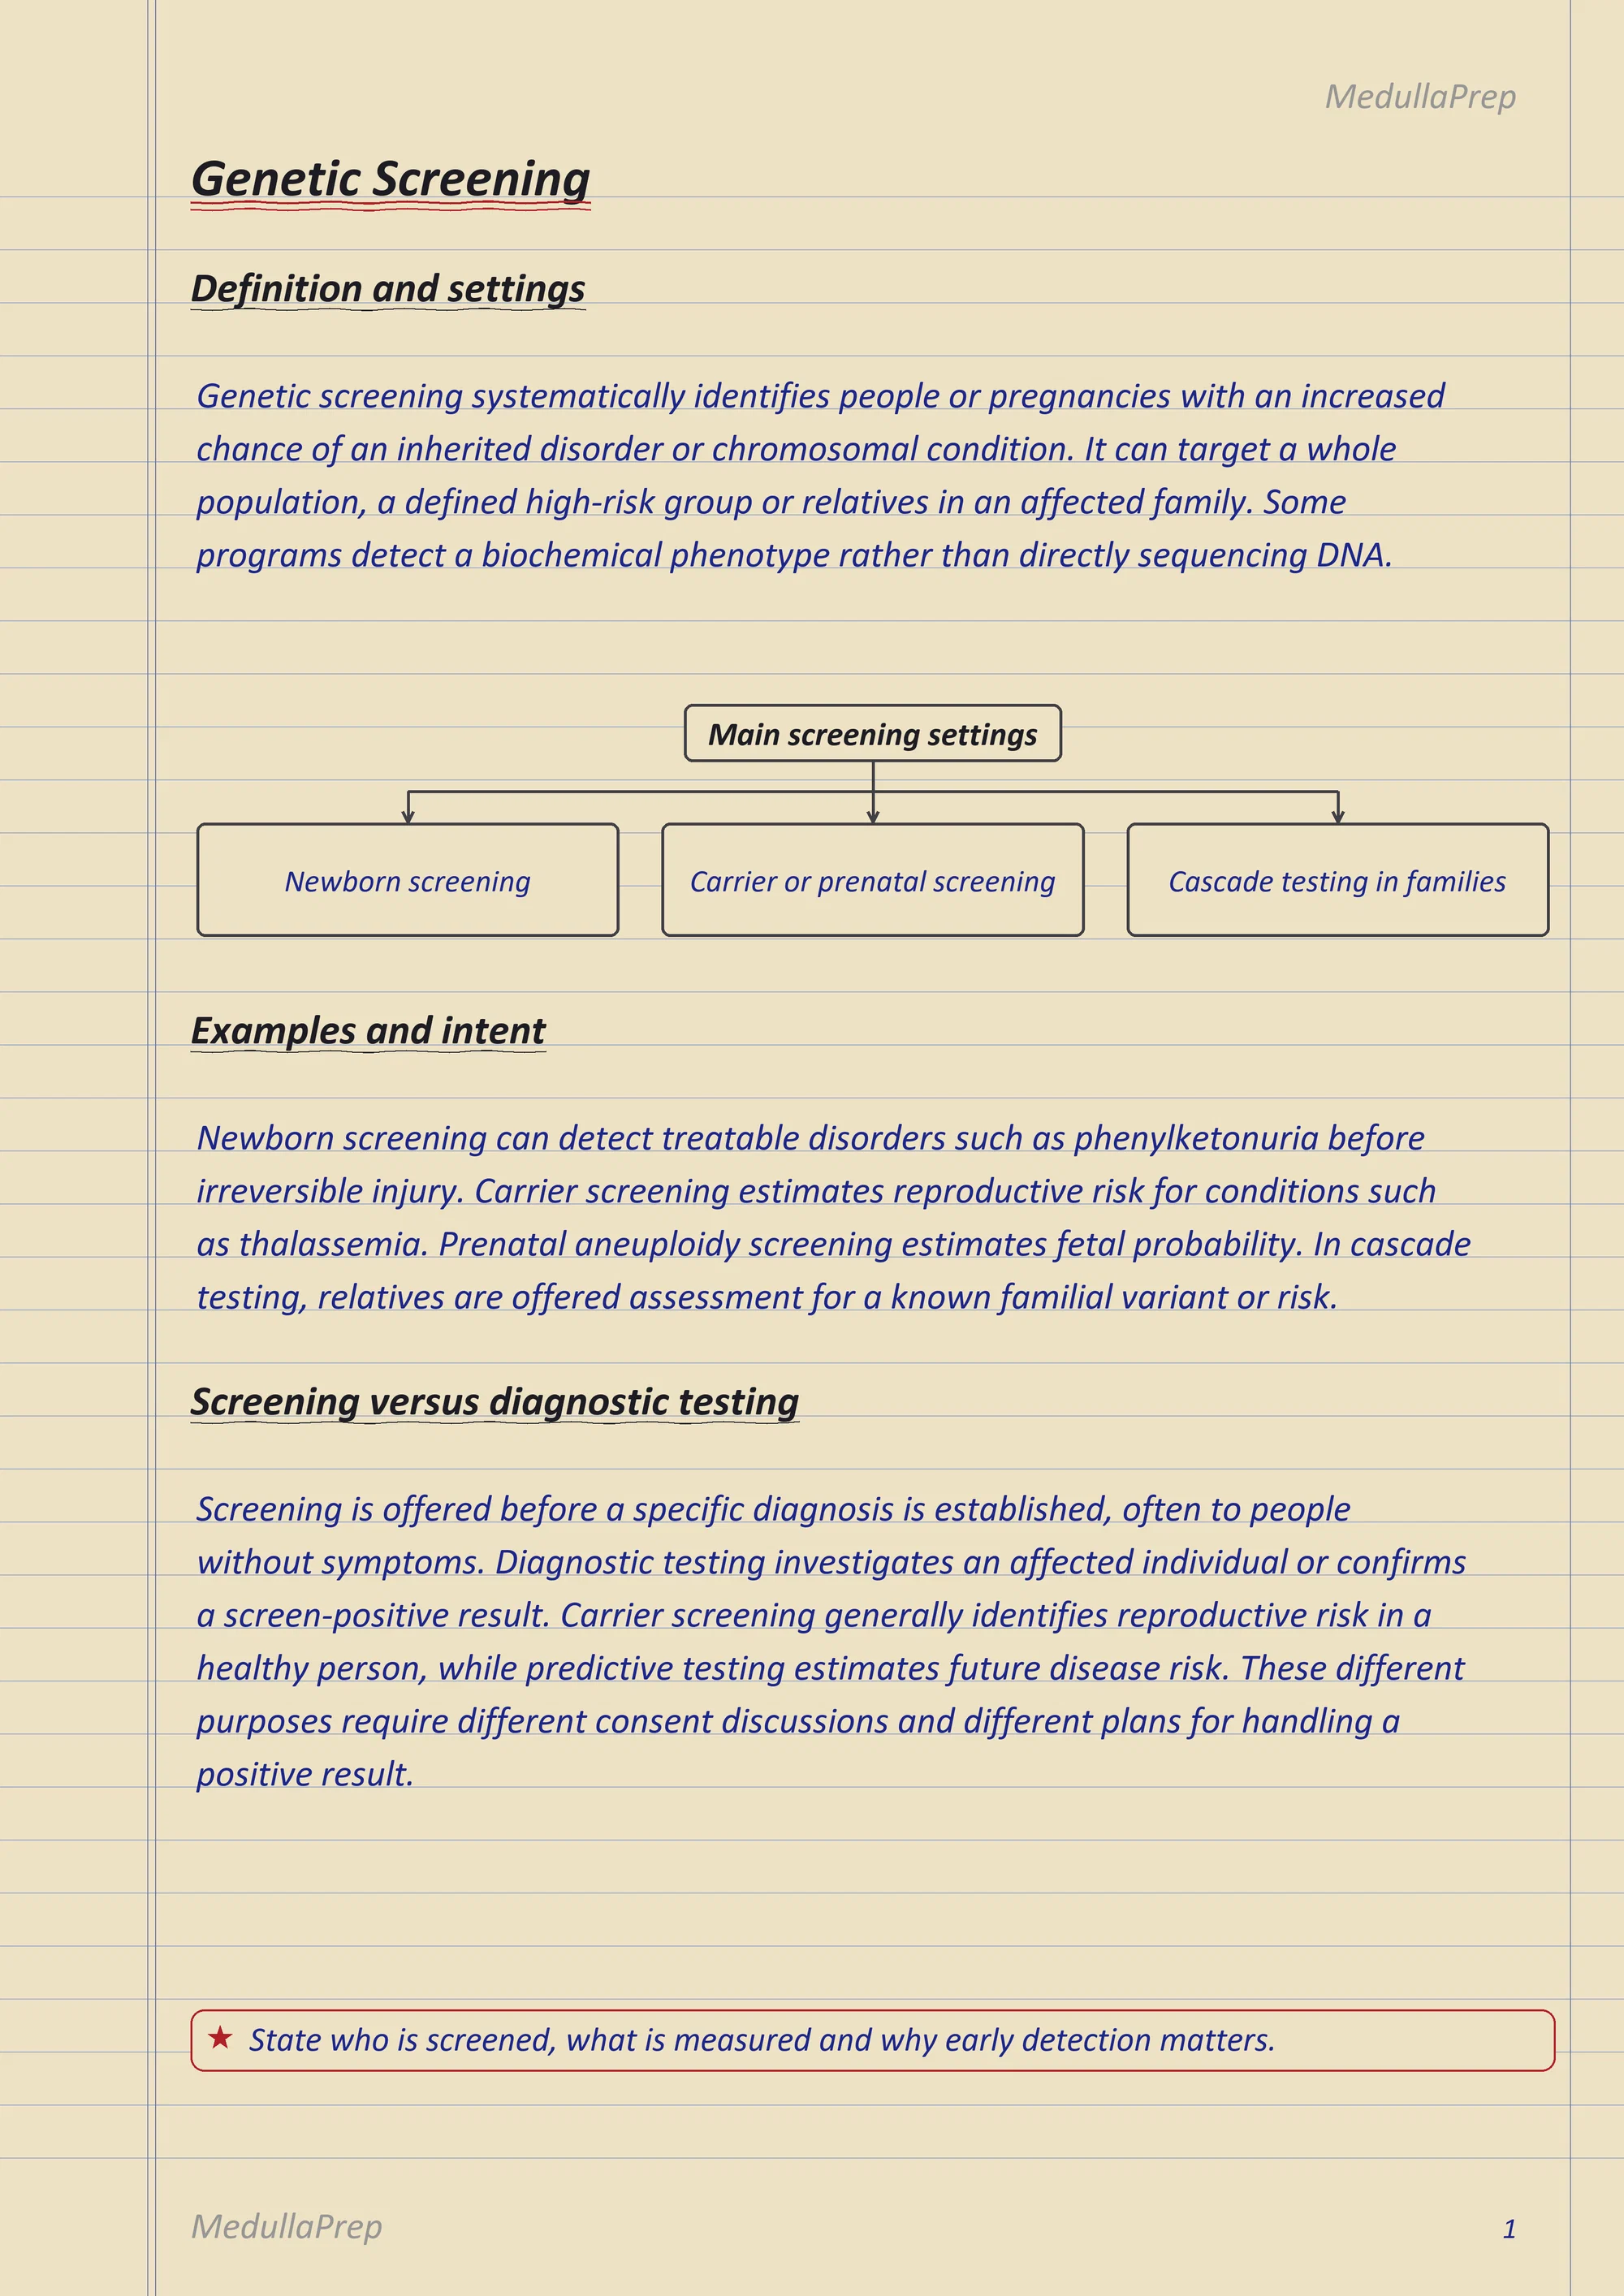 MedullaPrep
Genetic Screening
Definition and settings
Genetic screening systematically identifies people or pregnancies with an increased
chance of an inherited disorder or chromosomal condition. It can target a whole
population, a defined high-risk group or relatives in an affected family. Some
programs detect a biochemical phenotype rather than directly sequencing DNA.
Main screening settings
Newborn screening
Carrier or prenatal screening
Cascade testing in families
Examples and intent
Newborn screening can detect treatable disorders such as phenylketonuria before
irreversible injury. Carrier screening estimates reproductive risk for conditions such
as thalassemia. Prenatal aneuploidy screening estimates fetal probability. In cascade
testing, relatives are offered assessment for a known familial variant or risk.
Screening versus diagnostic testing
Screening is offered before a specific diagnosis is established, often to people
without symptoms. Diagnostic testing investigates an affected individual or confirms
a screen-positive result. Carrier screening generally identifies reproductive risk in a
healthy person, while predictive testing estimates future disease risk. These different
purposes require different consent discussions and different plans for handling a
positive result.
★ State who is screened, what is measured and why early detection matters.
MedullaPrep
1